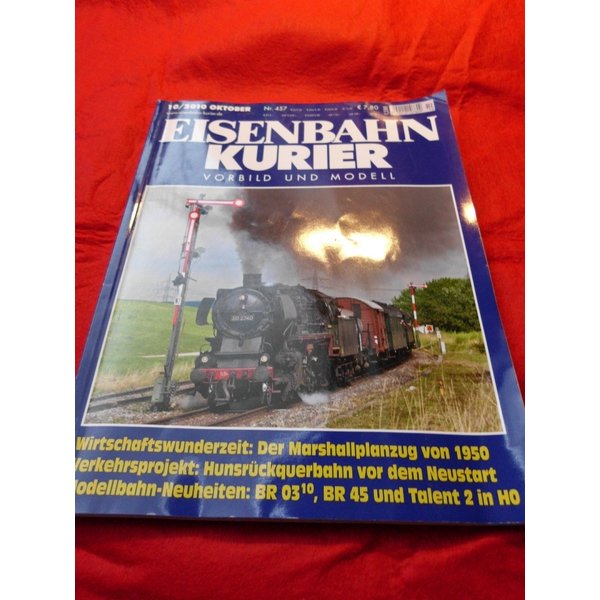 10/2010 OKTOBER Nr. 457 € 7,80
EISENBAHN
KURIER
VORBILD UND MODELL
Wirtschaftswunderzeit: Der Marshallplanzug von 1950
Verkehrsprojekt: Hunsrückquerbahn vor dem Neustart
Modellbahn-Neuheiten: BR 03¹⁰, BR 45 und Talent 2 in H0